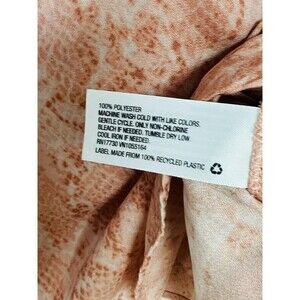 100% POLYESTER
MACHINE WASH COLD WITH LIKE COLORS.
GENTLE CYCLE. ONLY NON-CHLORINE
BLEACH IF NEEDED. TUMBLE DRY LOW.
COOL IRON IF NEEDED.
RN17730 VN1055164
LABEL MADE FROM 100% RECYCLED PLASTIC